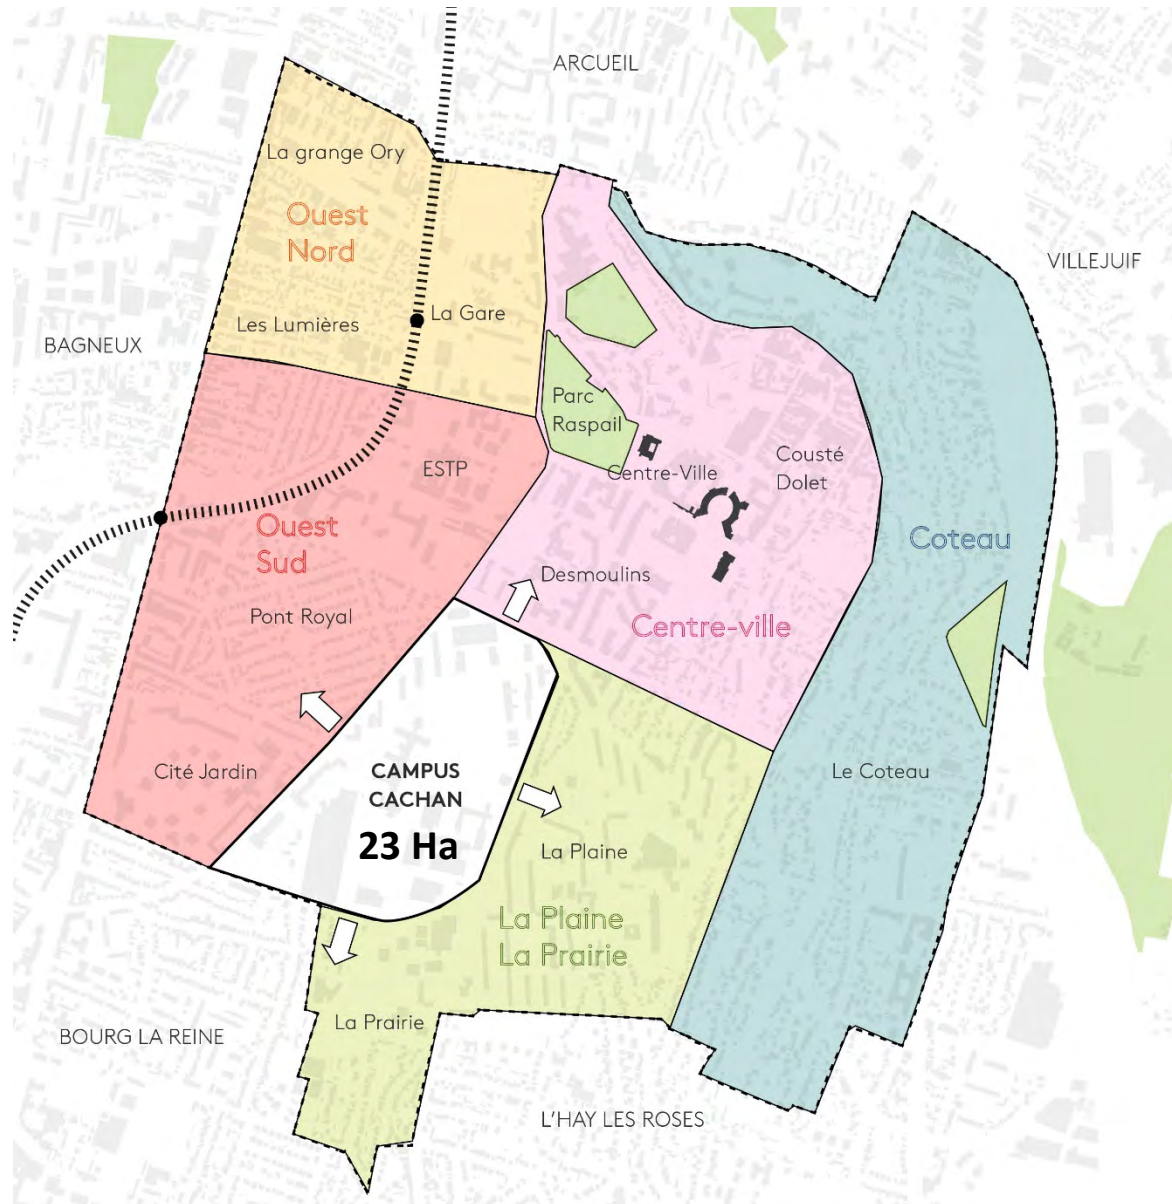 ARCUEIL
La grange Ory
Ouest
Nord
VILLEJUIF
La Gare
Les Lumières
BAGNEUX
Parc
Raspail
Centre-Ville
Cousté
Dolet
ESTP
Ouest
Sud
Coteau
Desmoulins
Pont Royal
Centre-ville
Cité Jardin
CAMPUS
CACHAN
23 Ha
Le Coteau
La Plaine
La Plaine
La Prairie
La Prairie
BOURG LA REINE
L'HAY LES ROSES